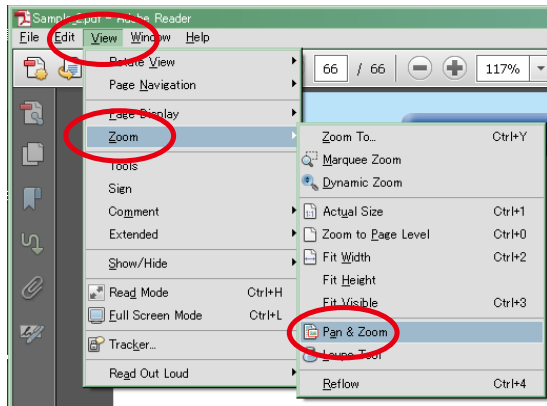 Sample_2.pdf - Adobe Reader
File Edit View Window Help
66 / 66 117%
Rotate View
Page Navigation
Page Display
Zoom
Tools
Sign
Comment
Extended
Show/Hide
Read Mode Ctrl+H
Full Screen Mode Ctrl+L
Tracker...
Read Out Loud
Zoom To... Ctrl+Y
Marquee Zoom
Dynamic Zoom
Actual Size Ctrl+1
Zoom to Page Level Ctrl+0
Fit Width Ctrl+2
Fit Height
Fit Visible Ctrl+3
Pan & Zoom
Loupe Tool
Reflow Ctrl+4